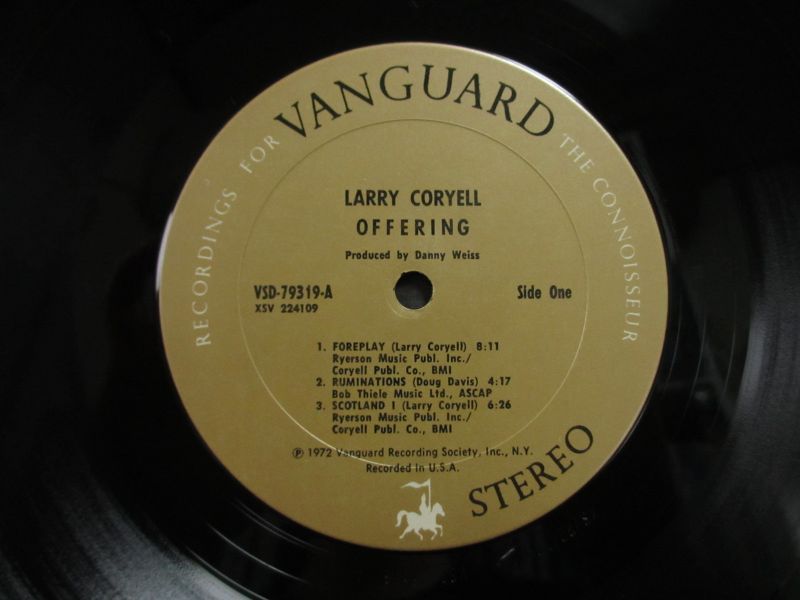 VANGUARD
RECORDINGS FOR THE CONNOISSEUR
LARRY CORYELL
OFFERING
Produced by Danny Weiss
VSD-79319-A Side One
XSV 224109
1. FOREPLAY (Larry Coryell) 8:11
Ryerson Music Publ. Inc./
Coryell Publ. Co., BMI
2. RUMINATIONS (Doug Davis) 4:17
Bob Thiele Music Ltd., ASCAP
3. SCOTLAND I (Larry Coryell) 6:26
Ryerson Music Publ. Inc./
Coryell Publ. Co., BMI
℗ 1972 Vanguard Recording Society, Inc., N.Y.
Recorded in U.S.A.
STEREO